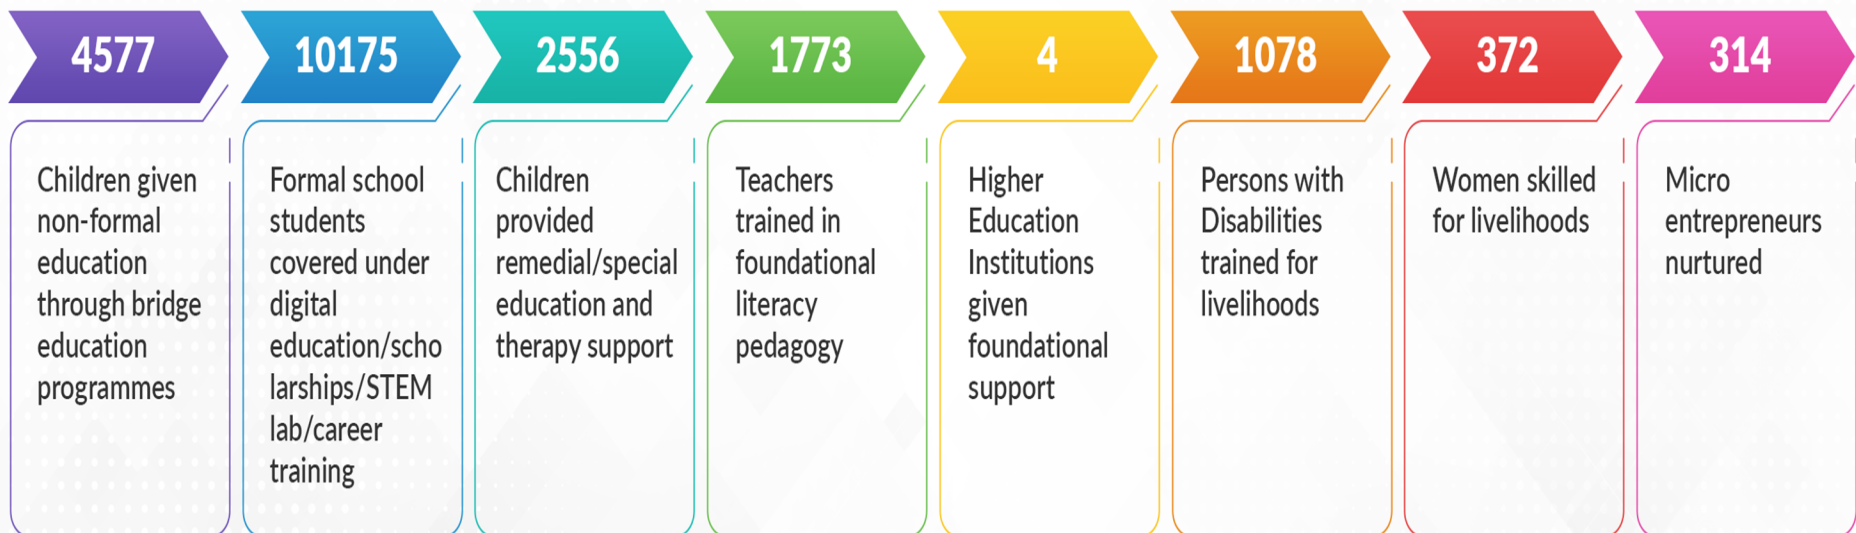 4577
Children given
non-formal
education
through bridge
education
programmes
10175
Formal school
students
covered under
digital
education/scho
larships/STEM
lab/career
training
2556
Children
provided
remedial/special
education and
therapy support
1773
Teachers
trained in
foundational
literacy
pedagogy
4
Higher
Education
Institutions
given
foundational
support
1078
Persons with
Disabilities
trained for
livelihoods
372
Women skilled
for livelihoods
314
Micro
entrepreneurs
nurtured